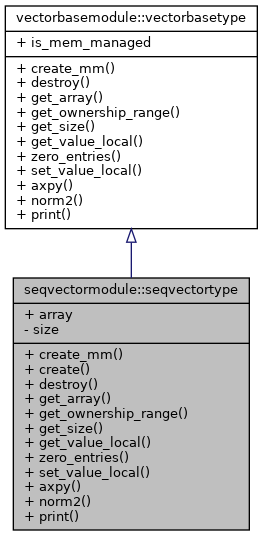 vectorbasemodule::vectorbasetype
+ is_mem_managed
+ create_mm()
+ destroy()
+ get_array()
+ get_ownership_range()
+ get_size()
+ get_value_local()
+ zero_entries()
+ set_value_local()
+ axpy()
+ norm2()
+ print()
seqvectormodule::seqvectortype
+ array
- size
+ create_mm()
+ create()
+ destroy()
+ get_array()
+ get_ownership_range()
+ get_size()
+ get_value_local()
+ zero_entries()
+ set_value_local()
+ axpy()
+ norm2()
+ print()